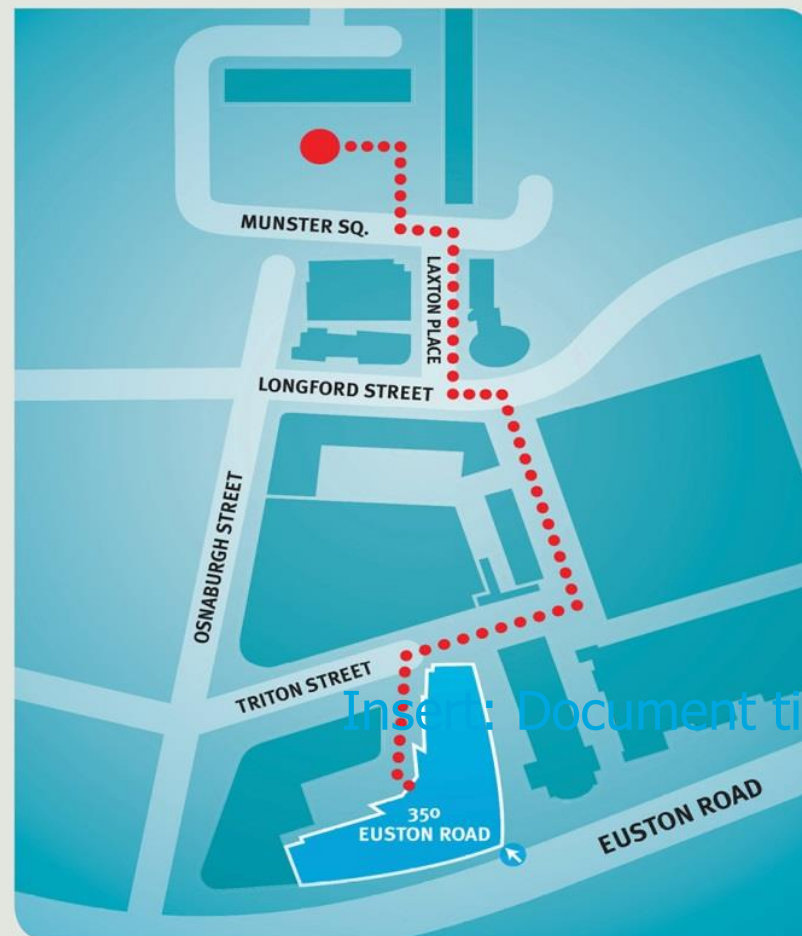 MUNSTER SQ.
LAXTON PLACE
LONGFORD STREET
OSNABURGH STREET
TRITON STREET
Insert: Document ti
350
EUSTON ROAD
EUSTON ROAD